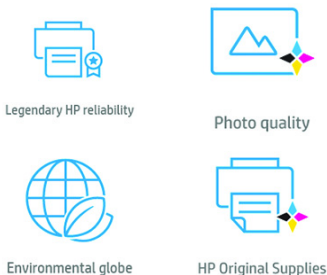 Legendary HP reliability
Photo quality
Environmental globe
HP Original Supplies